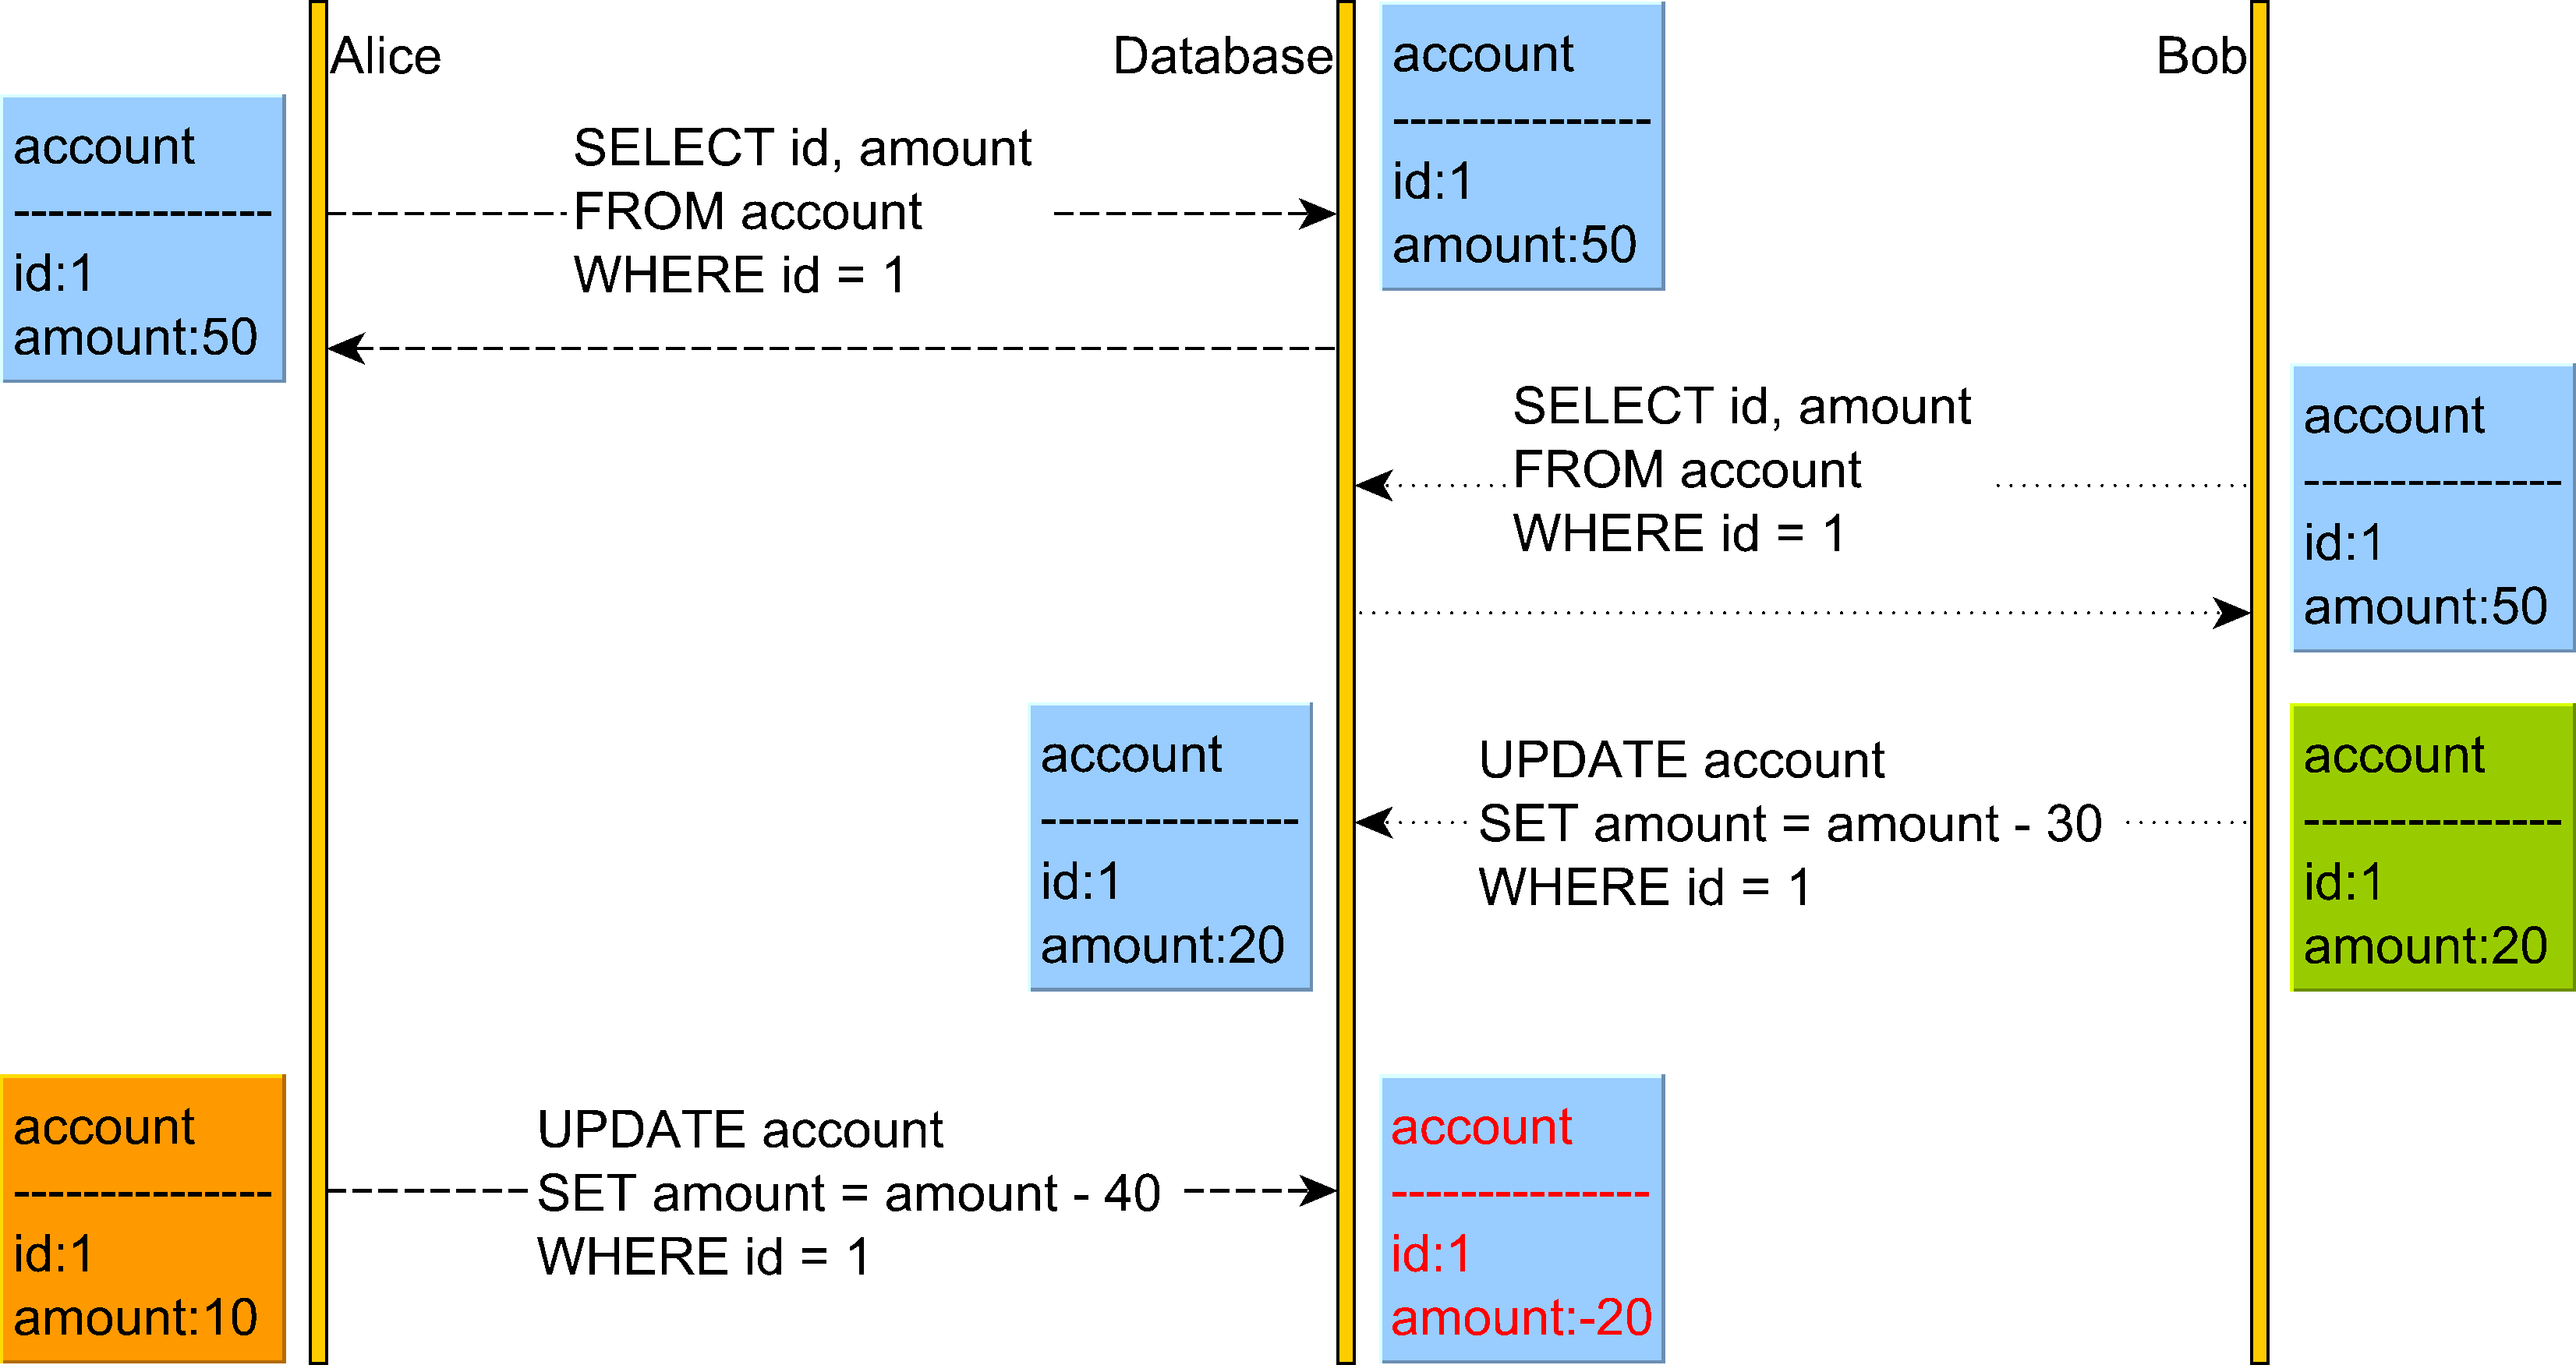 Alice
Database
Bob
account
---------------
id:1
amount:50
account
---------------
id:1
amount:50
SELECT id, amount
FROM account
WHERE id = 1
SELECT id, amount
FROM account
WHERE id = 1
account
---------------
id:1
amount:50
account
---------------
id:1
amount:20
UPDATE account
SET amount = amount - 30
WHERE id = 1
account
---------------
id:1
amount:20
account
---------------
id:1
amount:10
UPDATE account
SET amount = amount - 40
WHERE id = 1
account
---------------
id:1
amount:-20